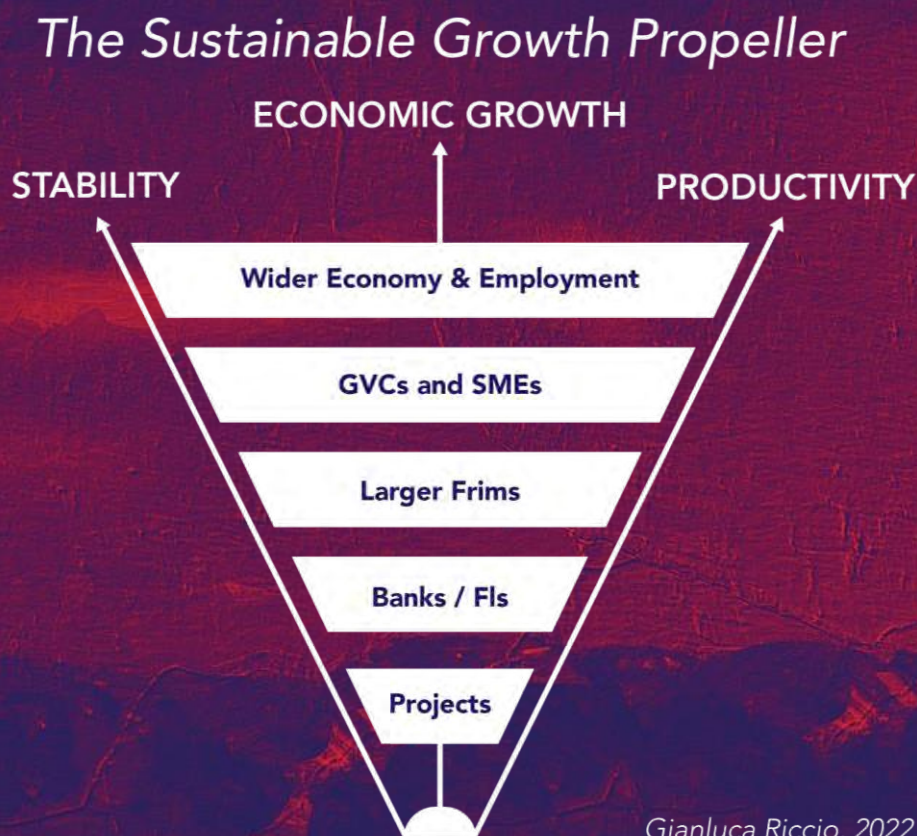 The Sustainable Growth Propeller
ECONOMIC GROWTH
STABILITY
PRODUCTIVITY
Wider Economy & Employment
GVCs and SMEs
Larger Frims
Banks / FIs
Projects
Gianluca Riccio, 2022